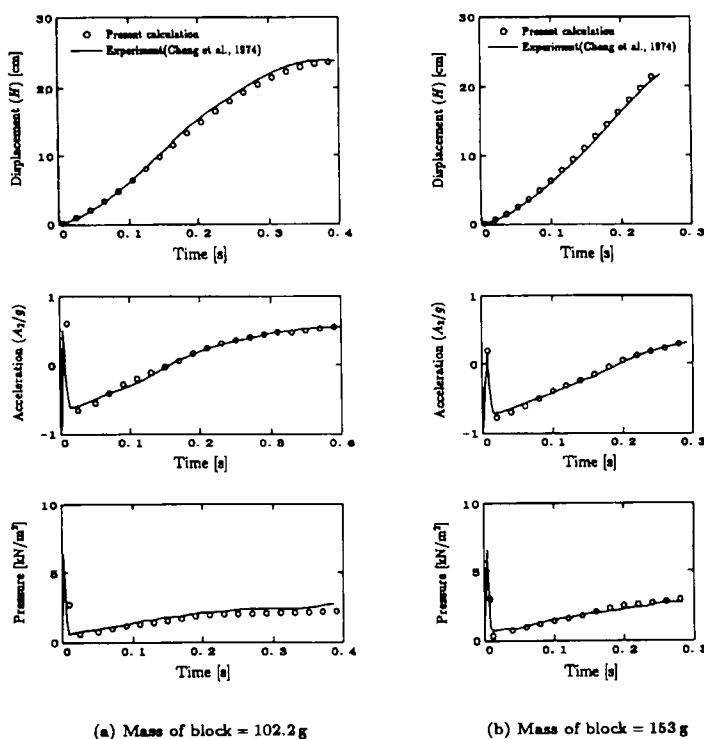 30
20
10
0
Displacement (H) [cm]
o Present calculation
— Experiment(Cheng et al., 1974)
0 0. 1 0. 2 0. 3 0. 4
Time [s]
30
20
10
0
Displacement (H) [cm]
o Present calculation
— Experiment(Cheng et al., 1974)
0 0. 1 0. 2 0. 3
Time [s]
1
0
-1
Acceleration (A₂/g)
0 0. 1 0. 2 0. 3
Time [s]
1
0
-1
Acceleration (A₂/g)
0 0. 1 0. 2 0. 3
Time [s]
10
5
0
Pressure [kN/m²]
0 0. 1 0. 2 0. 3 0. 4
Time [s]
10
5
0
Pressure [kN/m²]
0 0. 1 0. 2 0. 3
Time [s]
(a) Mass of block = 102.2 g
(b) Mass of block = 153 g